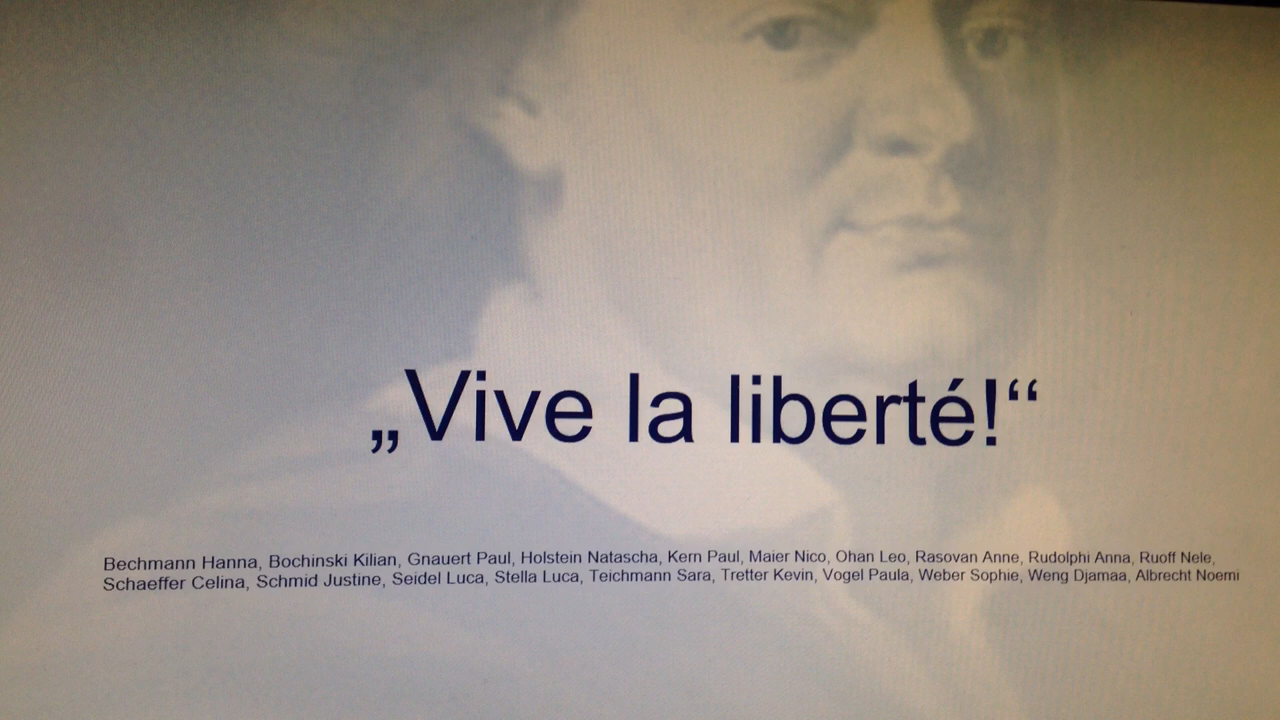 „Vive la liberté!“
Bechmann Hanna, Bochinski Kilian, Gnauert Paul, Holstein Natascha, Kern Paul, Maier Nico, Ohan Leo, Rasovan Anne, Rudolphi Anna, Ruoff Nele,
Schaeffer Celina, Schmid Justine, Seidel Luca, Stella Luca, Teichmann Sara, Tretter Kevin, Vogel Paula, Weber Sophie, Weng Djamaa, Albrecht Noemi